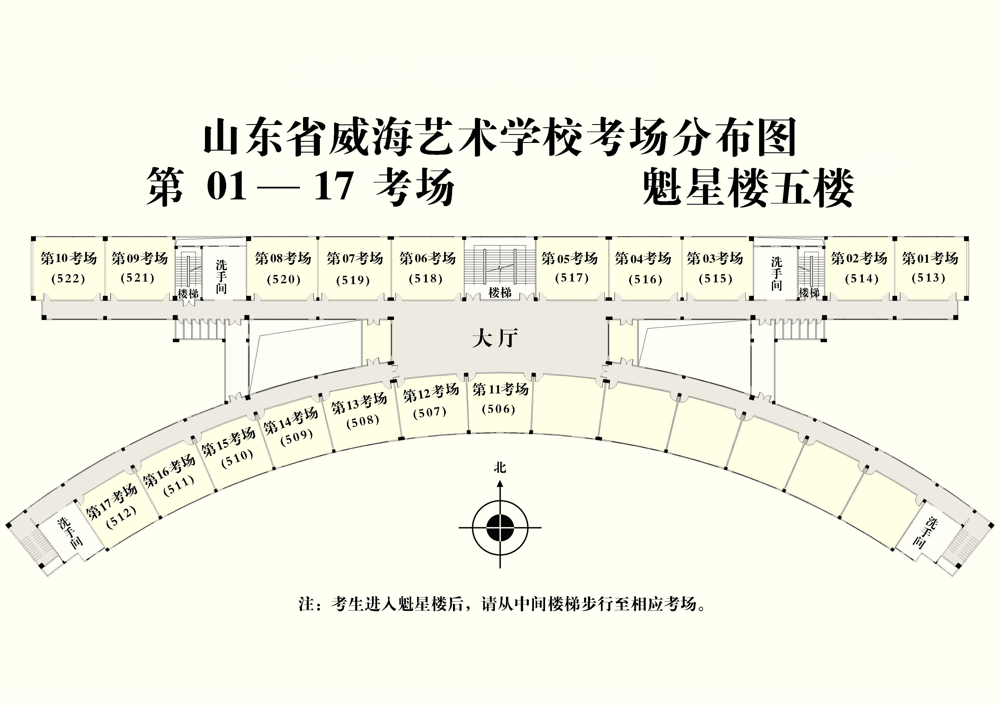 山东省威海艺术学校考场分布图
第 01 — 17 考场 魁星楼五楼
第10考场
(522)
第09考场
(521)
楼梯
洗手间
第08考场
(520)
第07考场
(519)
第06考场
(518)
楼梯
第05考场
(517)
第04考场
(516)
第03考场
(515)
洗手间
楼梯
第02考场
(514)
第01考场
(513)
大厅
第17考场
(512)
第16考场
(511)
第15考场
(510)
第14考场
(509)
第13考场
(508)
第12考场
(507)
第11考场
(506)
洗手间
洗手间
北
注：考生进入魁星楼后，请从中间楼梯步行至相应考场。